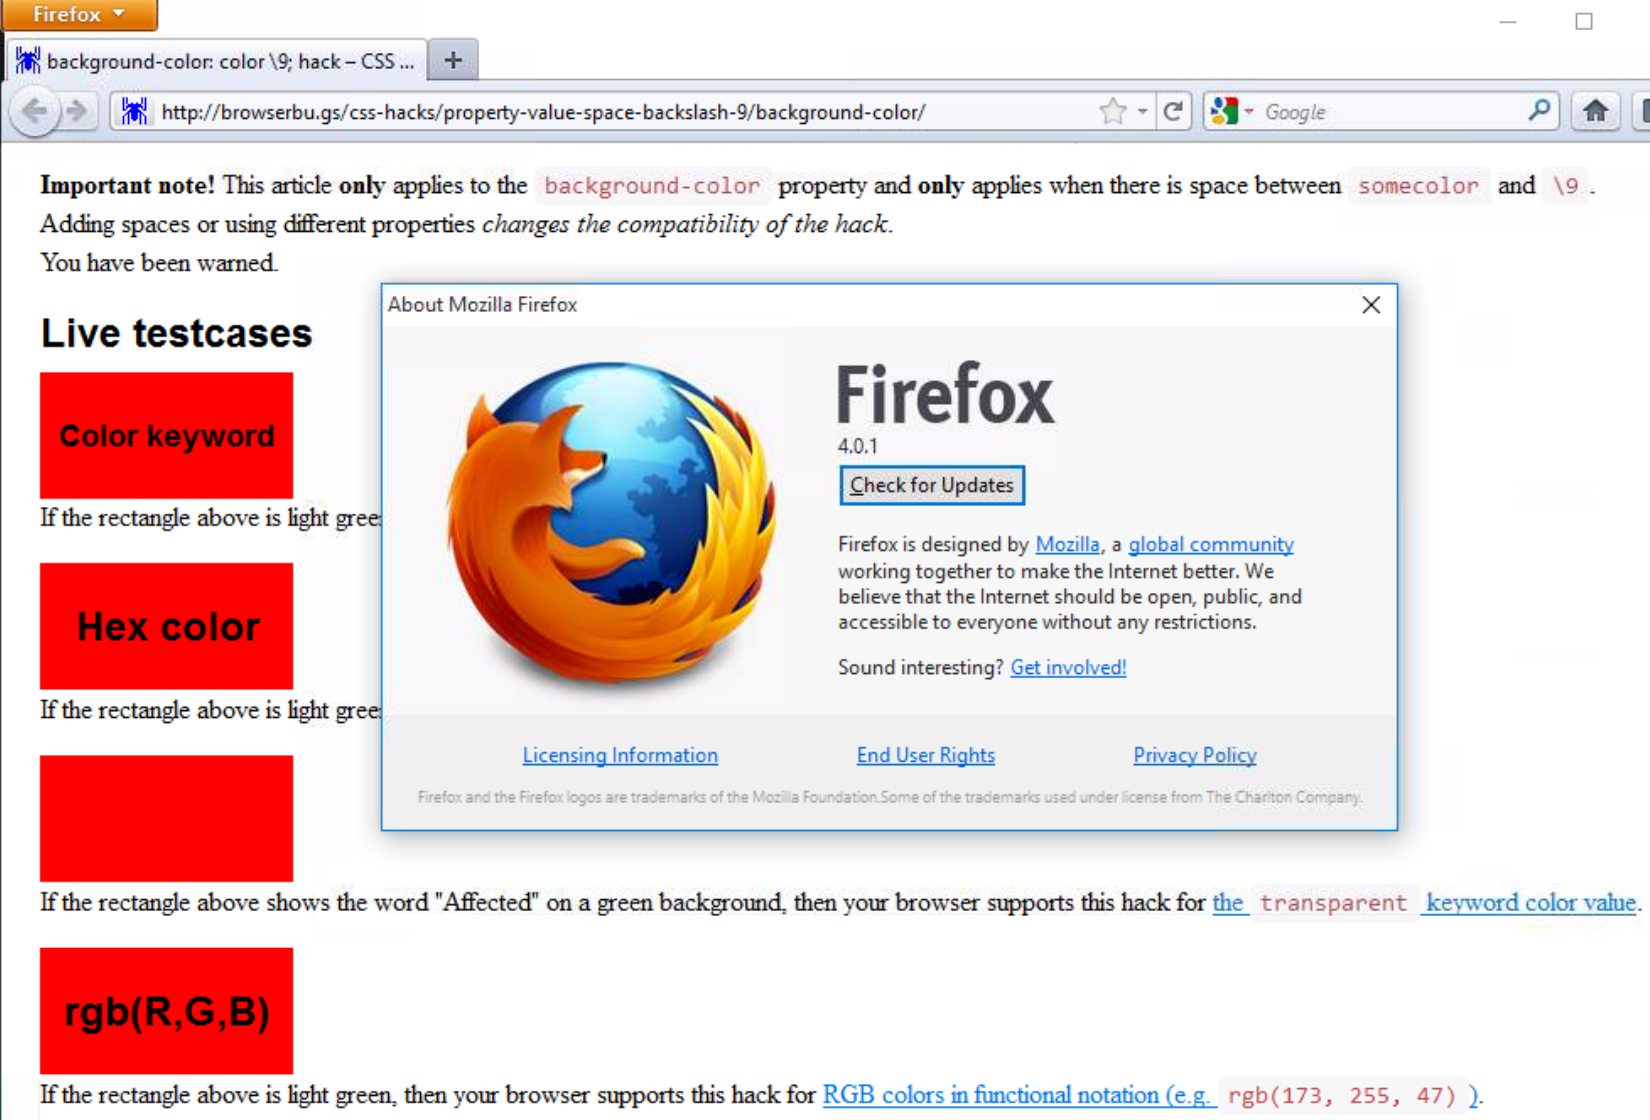 Firefox
background-color: color \9; hack – CSS ...
http://browserbu.gs/css-hacks/property-value-space-backslash-9/background-color/
Google
Important note! This article only applies to the background-color property and only applies when there is space between somecolor and \9 .
Adding spaces or using different properties changes the compatibility of the hack.
You have been warned.
Live testcases
Color keyword
If the rectangle above is light gree
Hex color
If the rectangle above is light gree
If the rectangle above shows the word "Affected" on a green background, then your browser supports this hack for the transparent keyword color value.
rgb(R,G,B)
If the rectangle above is light green, then your browser supports this hack for RGB colors in functional notation (e.g. rgb(173, 255, 47) ).
About Mozilla Firefox
Firefox
4.0.1
Check for Updates
Firefox is designed by Mozilla, a global community
working together to make the Internet better. We
believe that the Internet should be open, public, and
accessible to everyone without any restrictions.
Sound interesting? Get involved!
Licensing Information
End User Rights
Privacy Policy
Firefox and the Firefox logos are trademarks of the Mozilla Foundation.Some of the trademarks used under license from The Charlton Company.